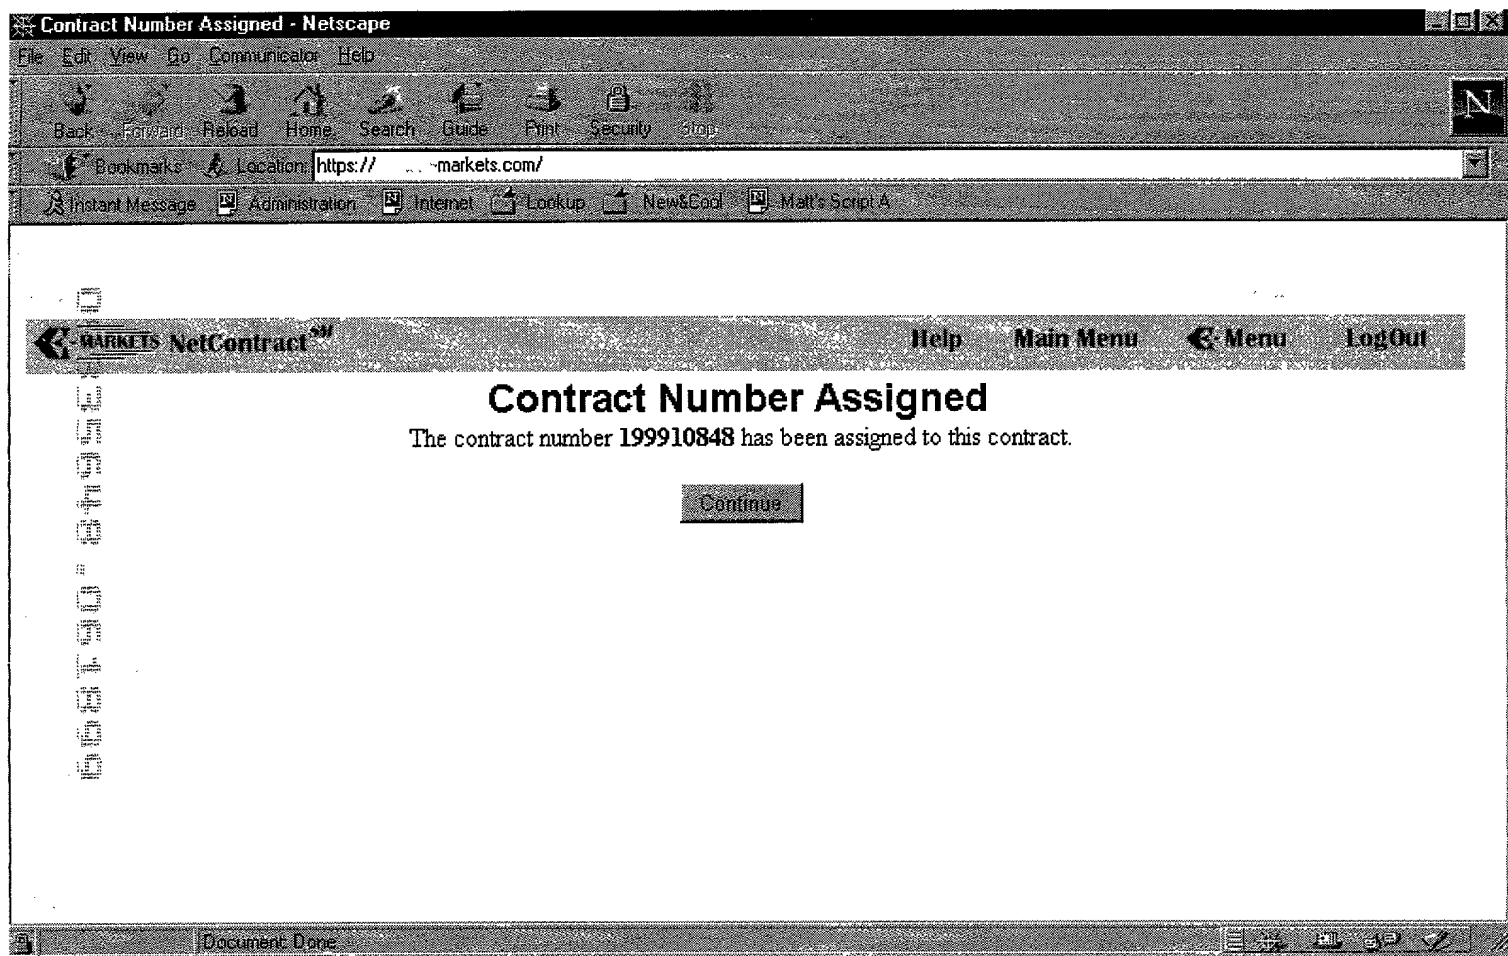 Contract Number Assigned - Netscape
File Edit View Go Communicator Help
Back Forward Reload Home Search Guide Print Security Stop
Bookmarks Location: https:// -markets.com/
Instant Message Administration Internet Lookup New&Cool Matt's Script A
-MARKETS NetContract SM Help Main Menu -Menu LogOut
Contract Number Assigned
The contract number 199910848 has been assigned to this contract.
Continue
Document: Done